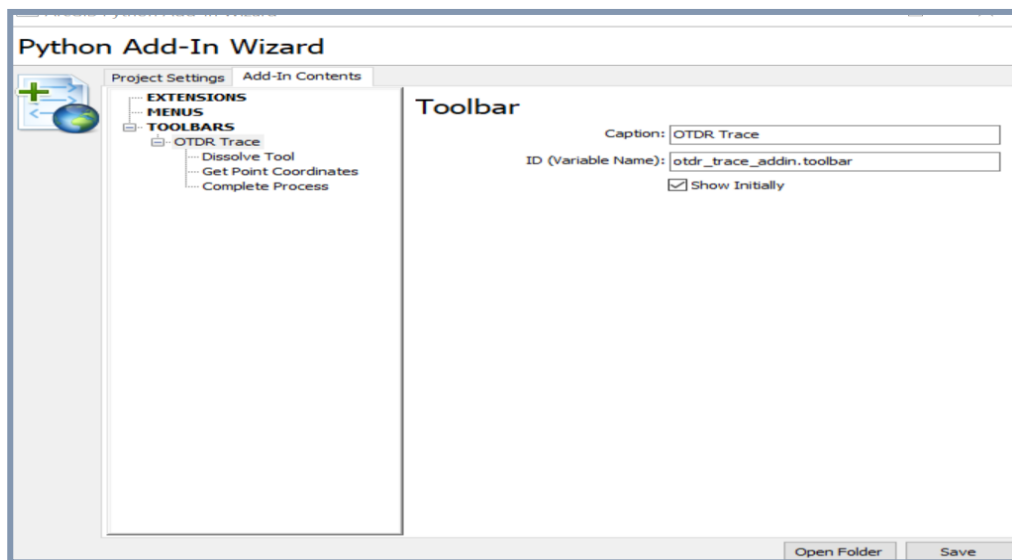 Python Add-In Wizard
Project Settings
Add-In Contents
EXTENSIONS
MENUS
TOOLBARS
OTDR Trace
Dissolve Tool
Get Point Coordinates
Complete Process
Toolbar
Caption: OTDR Trace
ID (Variable Name): otdr_trace_addin.toolbar
Show Initially
Open Folder
Save